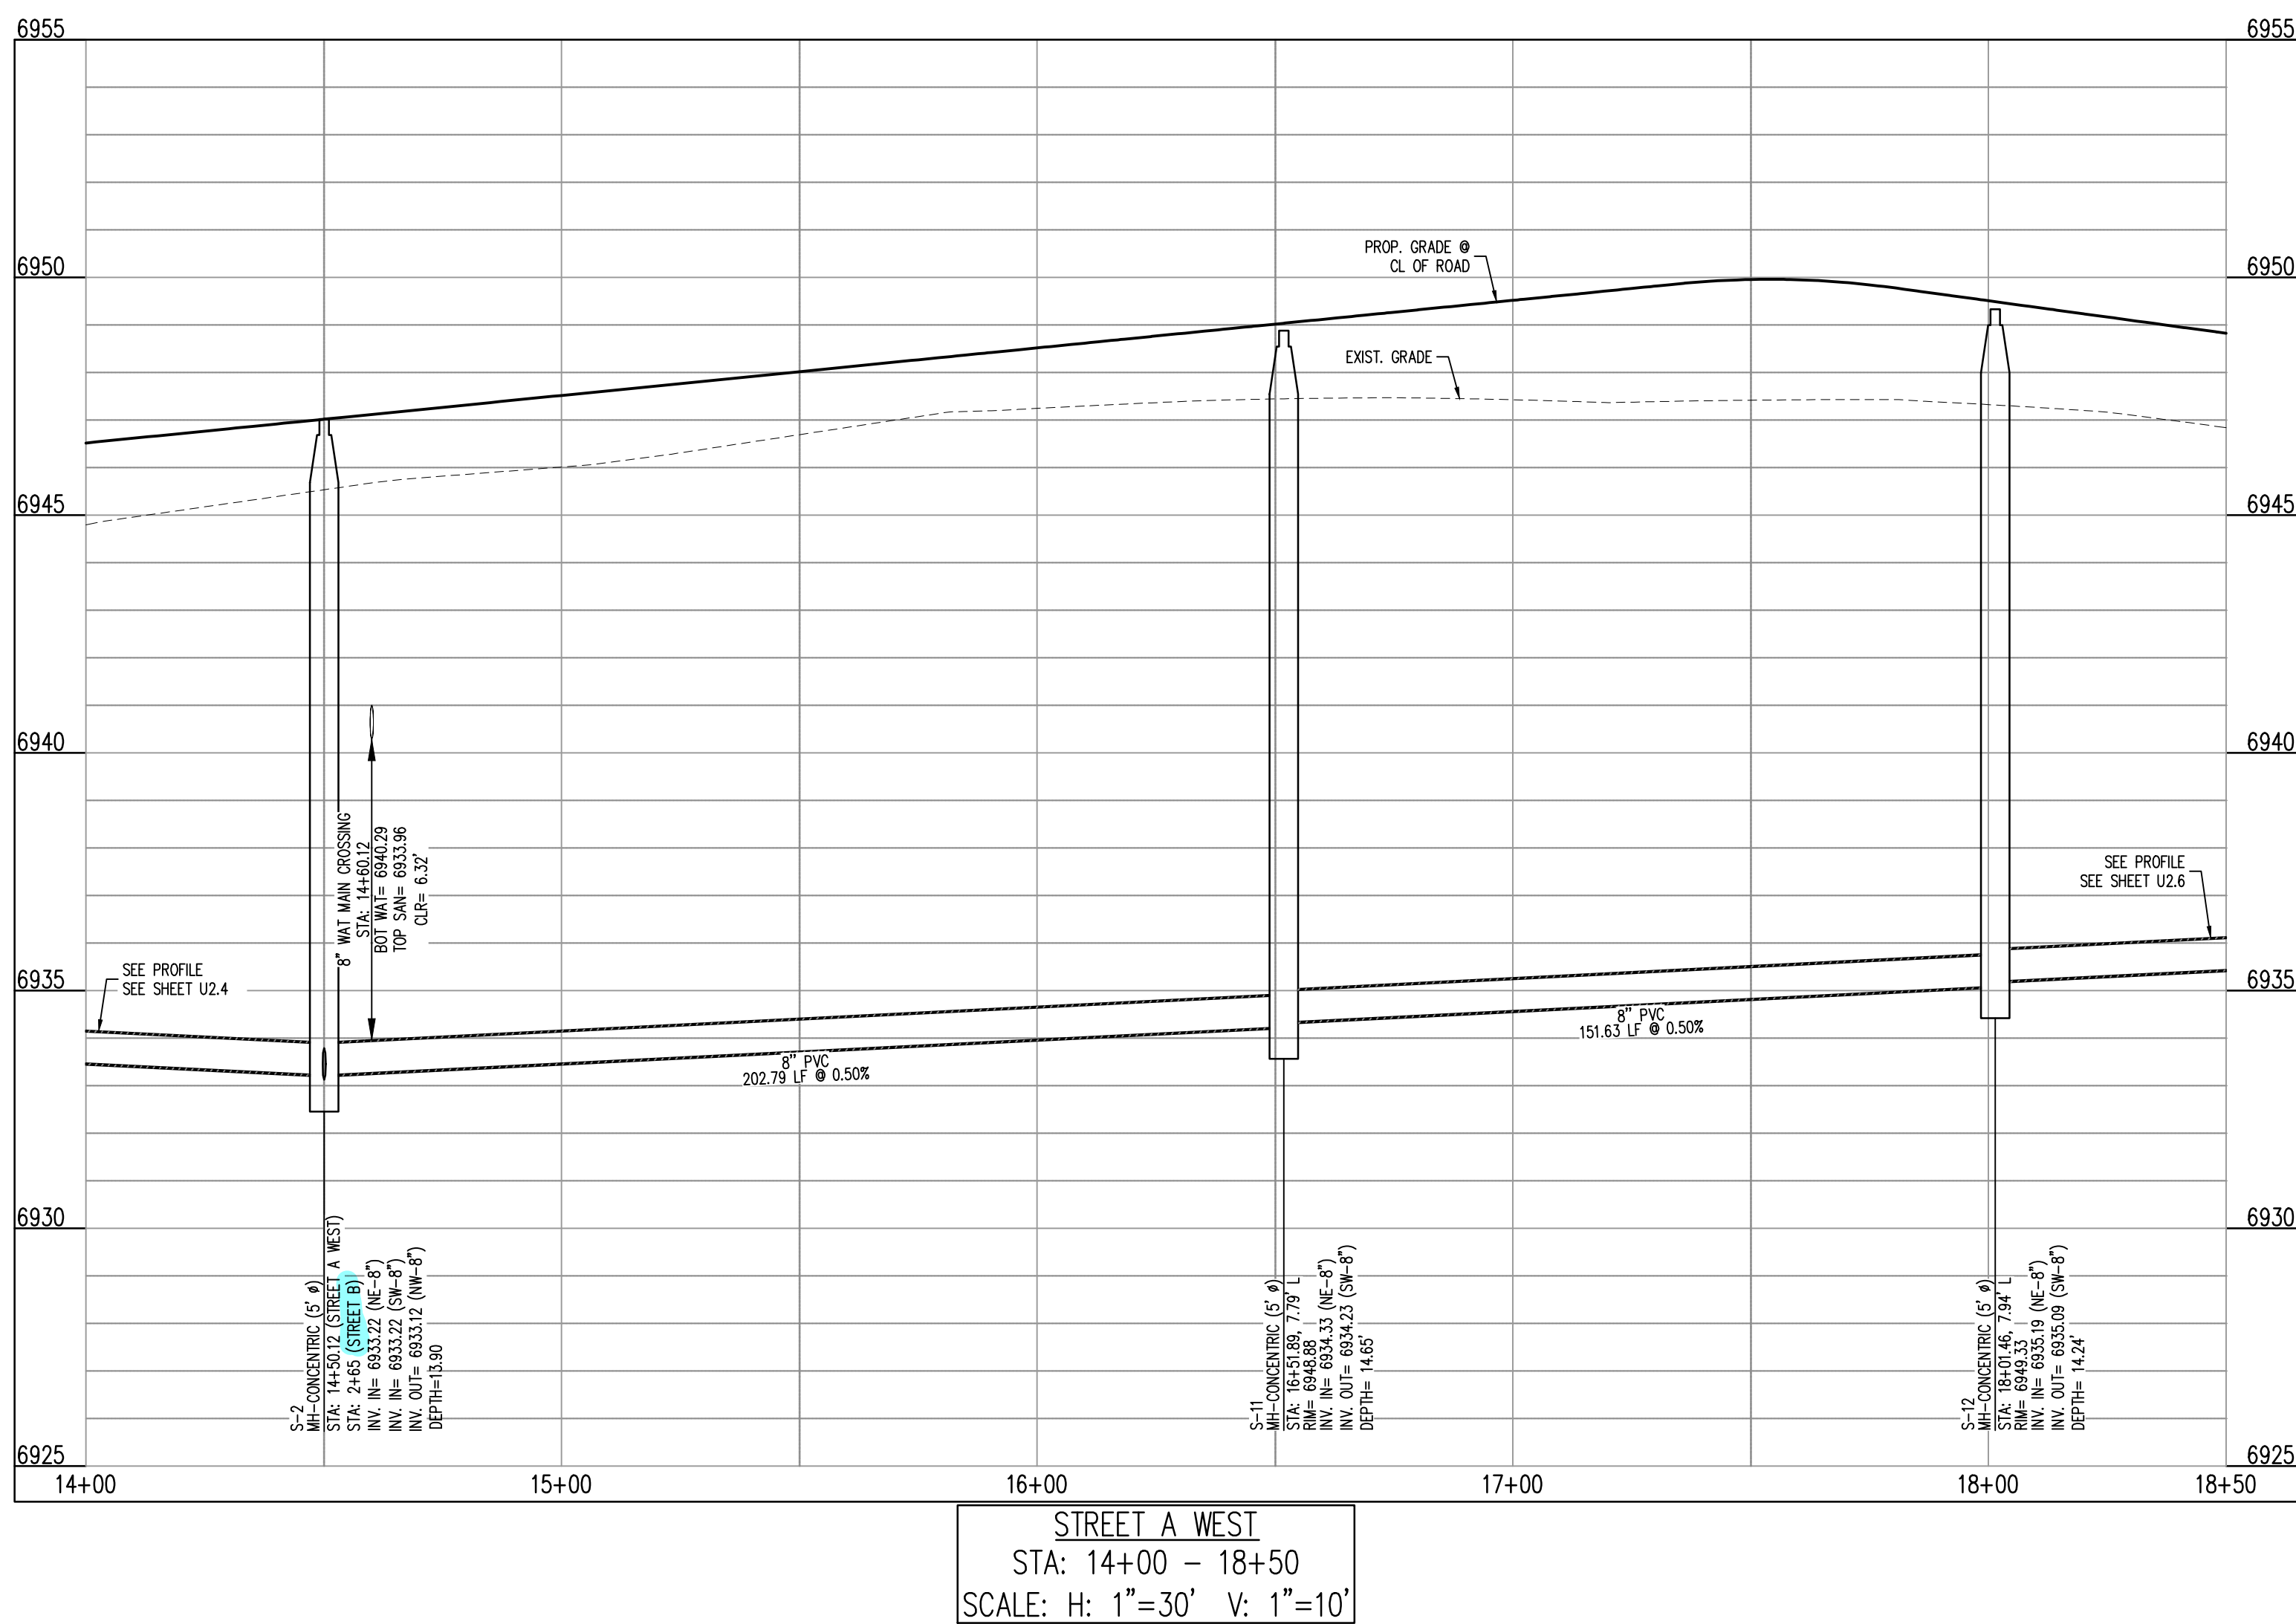 6955
6955
6950
6950
6945
6945
6940
6940
6935
6935
6930
6930
6925
6925
PROP. GRADE @
CL OF ROAD
EXIST. GRADE
8" WAT MAIN CROSSING
STA: 14+60.12
BOT WAT= 6940.29
TOP SAN= 6933.96
CLR= 6.32'
SEE PROFILE
SEE SHEET U2.4
SEE PROFILE
SEE SHEET U2.6
8" PVC
202.79 LF @ 0.50%
8" PVC
151.63 LF @ 0.50%
S-2
MH-CONCENTRIC (5' ø)
STA: 14+50.12 (STREET A WEST)
STA: 2+65 (STREET B)
INV. IN= 6933.22 (NE-8")
INV. IN= 6933.22 (SW-8")
INV. OUT= 6933.12 (NW-8")
DEPTH=13.90
S-11
MH-CONCENTRIC (5' ø)
STA: 16+51.89, 7.79' L
RIM= 6948.88
INV. IN= 6934.33 (NE-8")
INV. OUT= 6934.23 (SW-8")
DEPTH= 14.65'
S-12
MH-CONCENTRIC (5' ø)
STA: 18+01.46, 7.94' L
RIM= 6949.33
INV. IN= 6935.19 (NE-8")
INV. OUT= 6935.09 (SW-8")
DEPTH= 14.24'
14+00
15+00
16+00
17+00
18+00
18+50
STREET A WEST
STA: 14+00 - 18+50
SCALE: H: 1"=30' V: 1"=10'